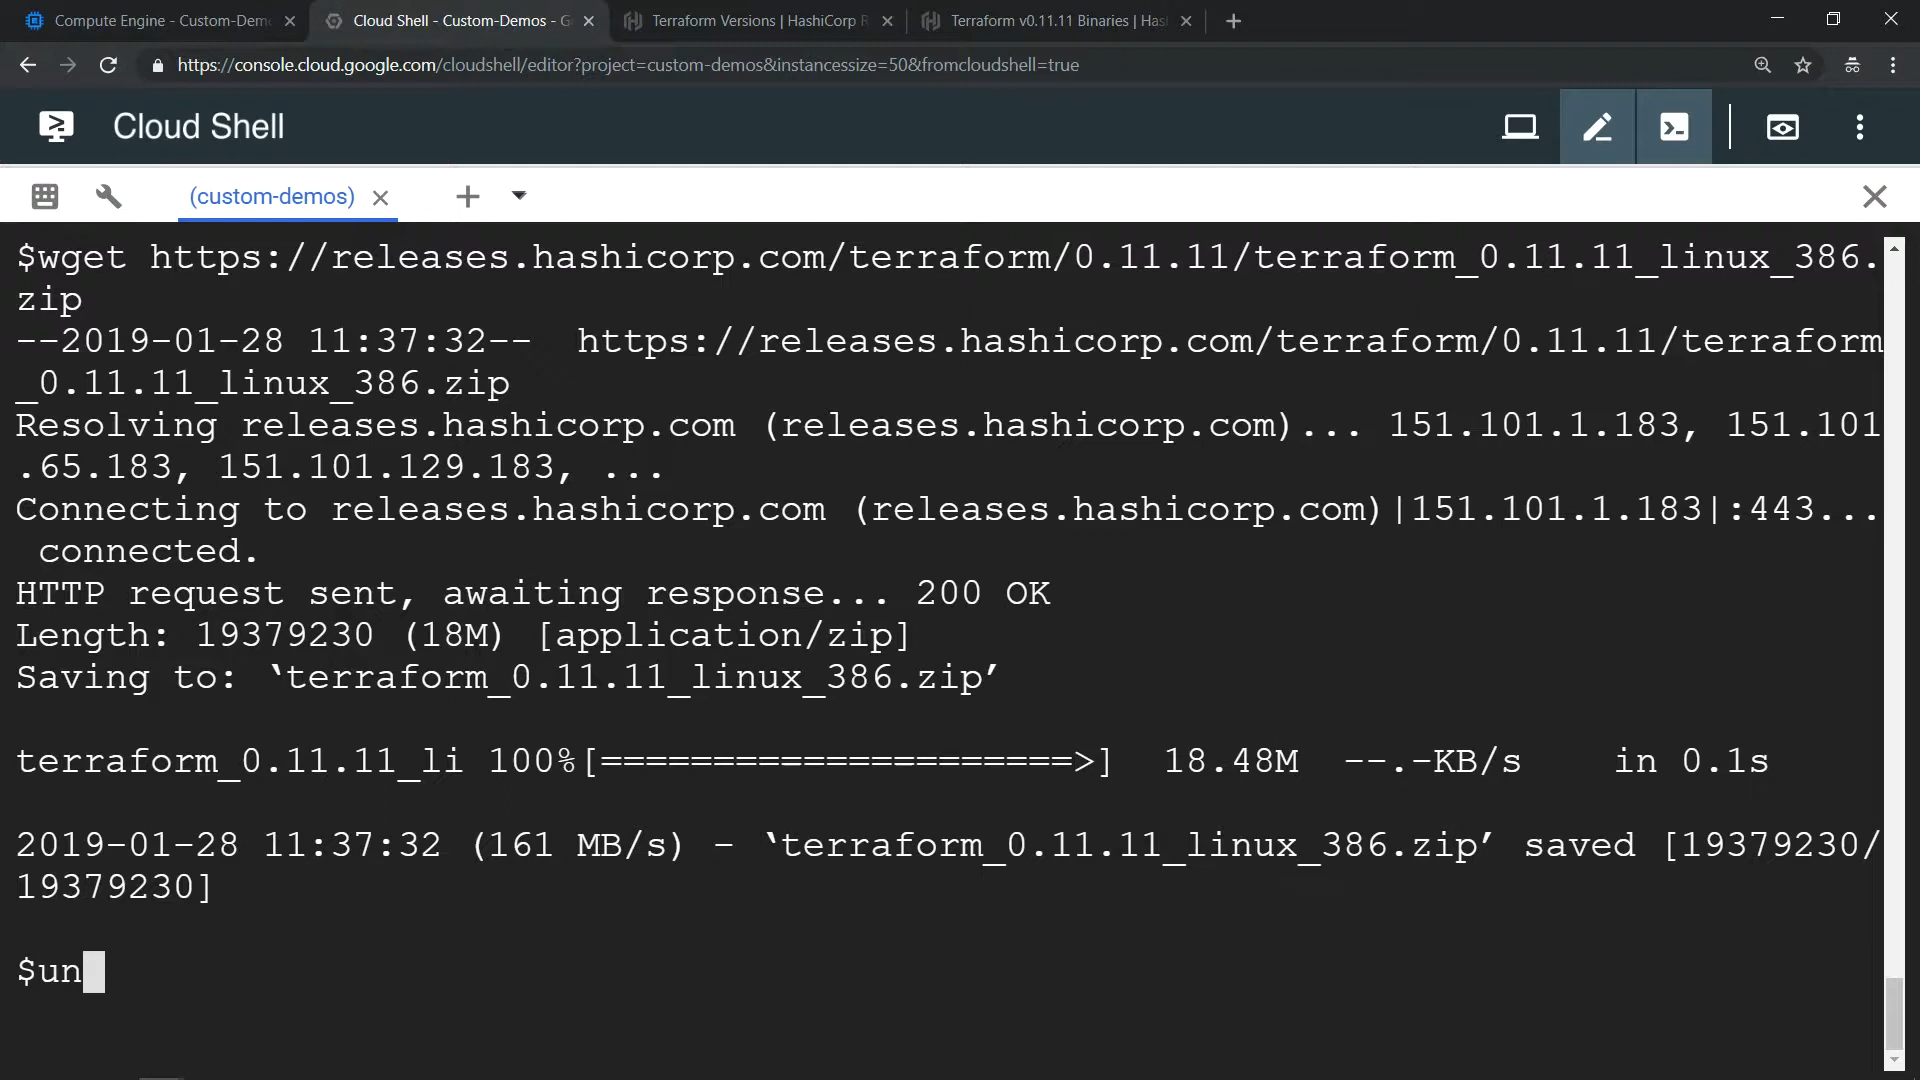 Compute Engine - Custom-Dem
Cloud Shell - Custom-Demos - G
Terraform Versions | HashiCorp R
Terraform v0.11.11 Binaries | Has
https://console.cloud.google.com/cloudshell/editor?project=custom-demos&instancessize=50&fromcloudshell=true
Cloud Shell
(custom-demos)
$wget https://releases.hashicorp.com/terraform/0.11.11/terraform_0.11.11_linux_386.
zip
--2019-01-28 11:37:32--  https://releases.hashicorp.com/terraform/0.11.11/terraform
_0.11.11_linux_386.zip
Resolving releases.hashicorp.com (releases.hashicorp.com)... 151.101.1.183, 151.101
.65.183, 151.101.129.183, ...
Connecting to releases.hashicorp.com (releases.hashicorp.com)|151.101.1.183|:443...
 connected.
HTTP request sent, awaiting response... 200 OK
Length: 19379230 (18M) [application/zip]
Saving to: ‘terraform_0.11.11_linux_386.zip’
terraform_0.11.11_li 100%[=====================>]  18.48M  --.-KB/s    in 0.1s
2019-01-28 11:37:32 (161 MB/s) - ‘terraform_0.11.11_linux_386.zip’ saved [19379230/
19379230]
$un